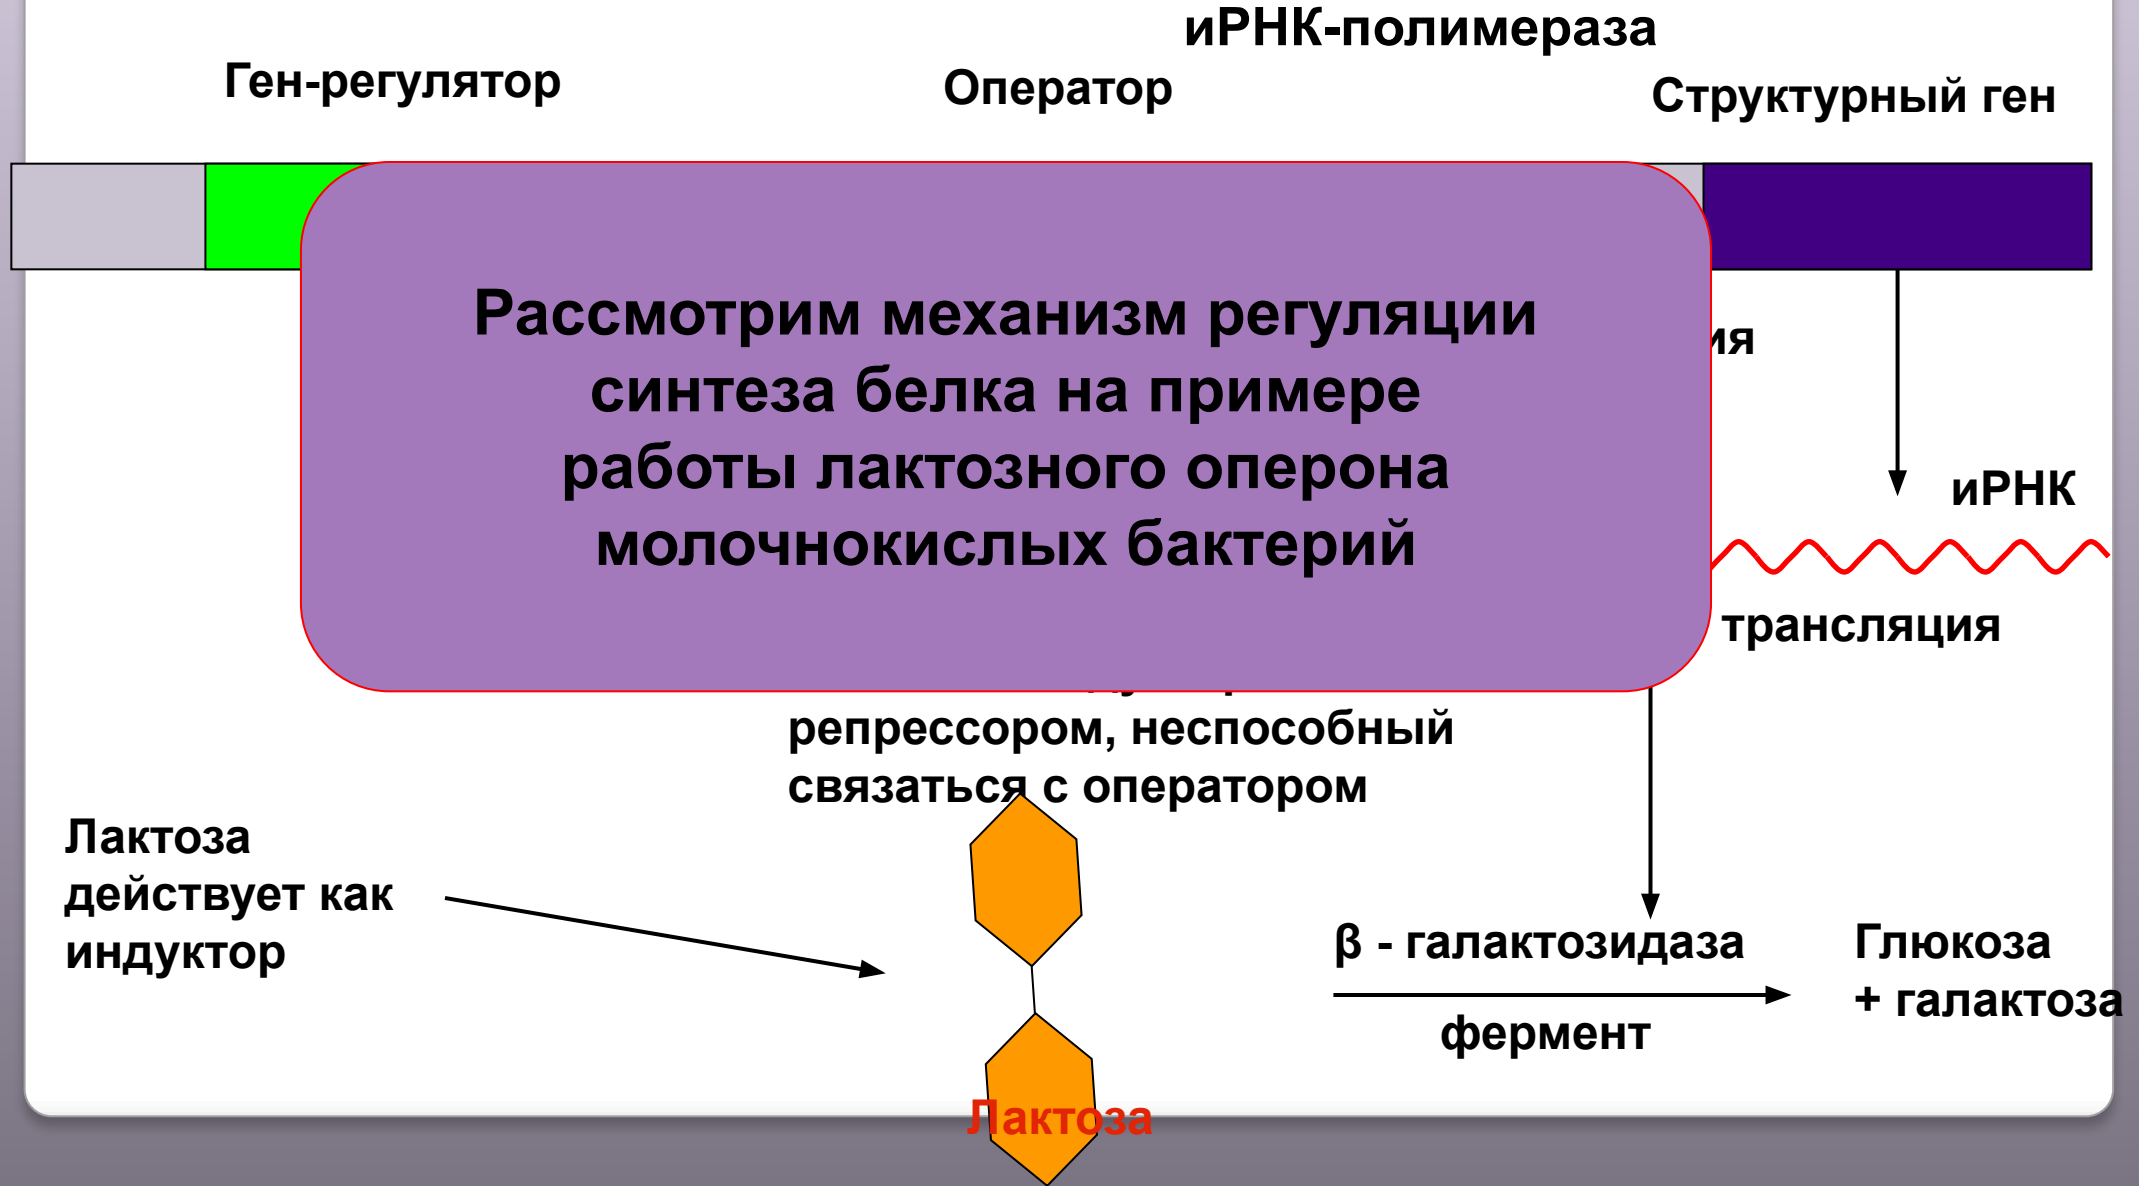 иРНК-полимераза
Ген-регулятор
Оператор
Структурный ген
Рассмотрим механизм регуляции
синтеза белка на примере
работы лактозного оперона
молочнокислых бактерий
иРНК
трансляция
репрессором, неспособный
связаться с оператором
Лактоза
действует как
индуктор
β - галактозидаза
фермент
Глюкоза
+ галактоза
Лактоза